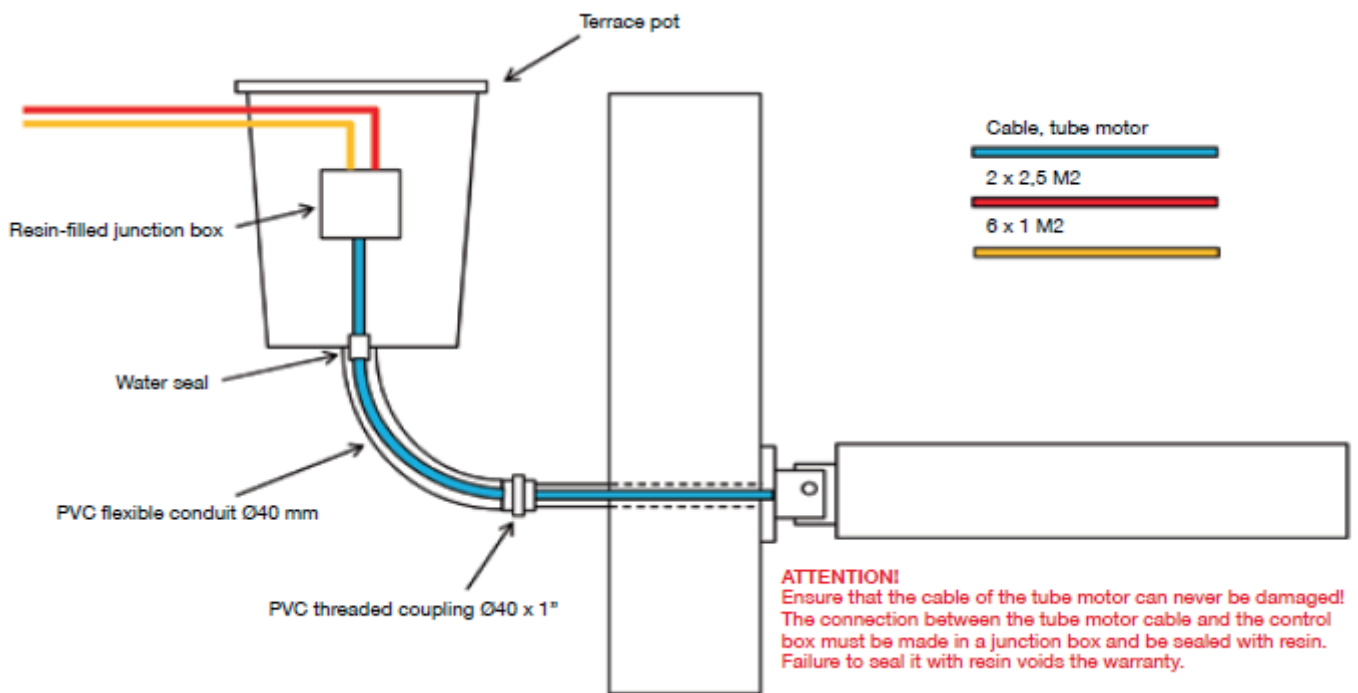 Terrace pot
Cable, tube motor
2 x 2,5 M2
6 x 1 M2
Resin-filled junction box
Water seal
PVC flexible conduit Ø40 mm
PVC threaded coupling Ø40 x 1”
ATTENTION!
Ensure that the cable of the tube motor can never be damaged!
The connection between the tube motor cable and the control
box must be made in a junction box and be sealed with resin.
Failure to seal it with resin voids the warranty.